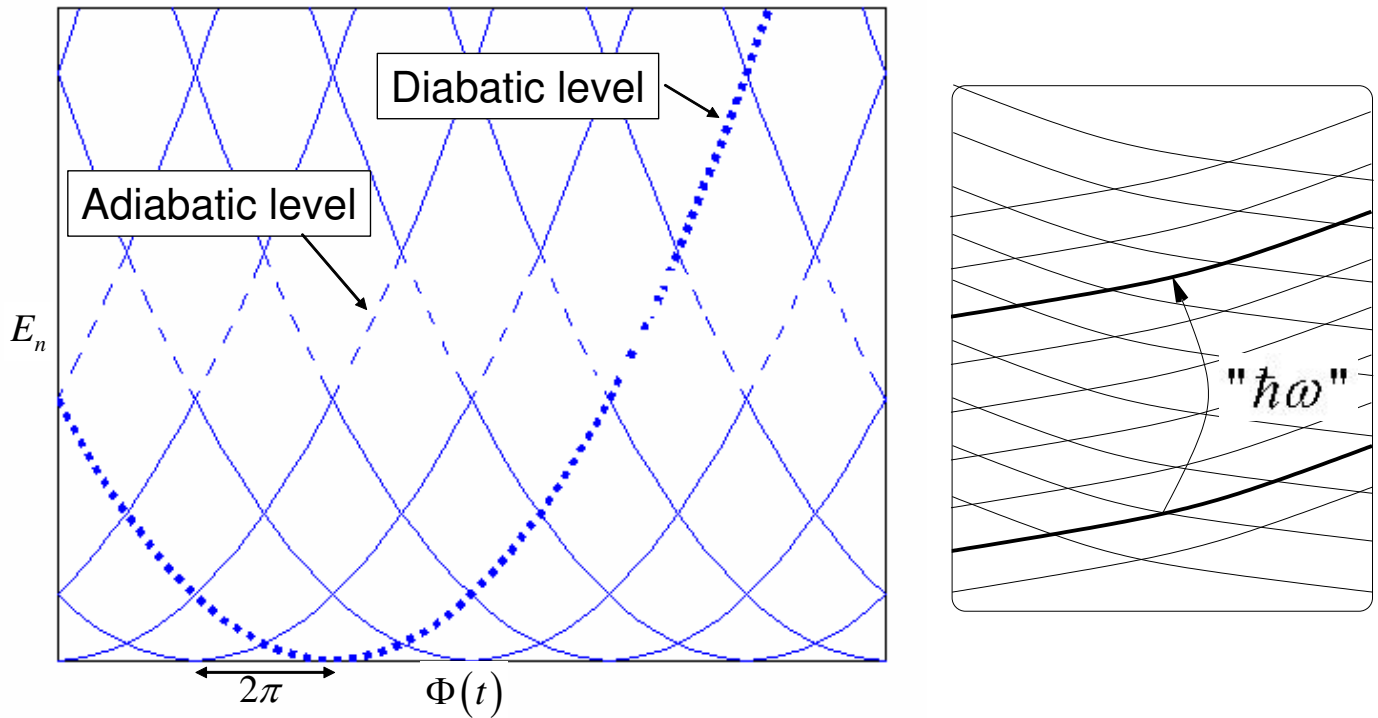 Diabatic level
Adiabatic level
E_n
2π
Φ(t)
"ħω"